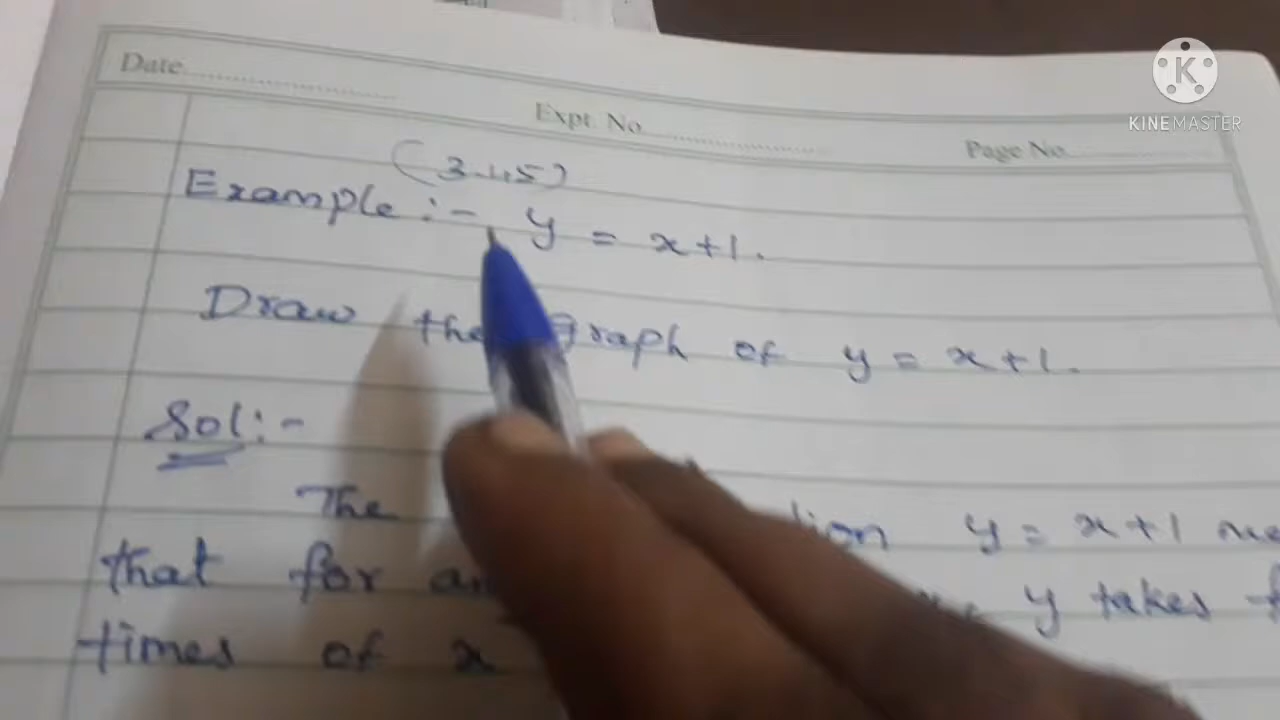 Date
Expt. No.
Page No.
KINEMASTER
(3.45)
Example :- y = x+1.
Draw the graph of y = x+1.
Sol:-
The y = x+1
that for y takes
times of x